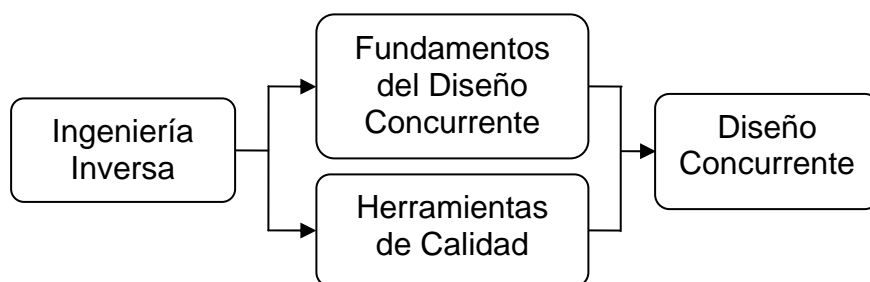 Ingeniería
Inversa
Fundamentos
del Diseño
Concurrente
Herramientas
de Calidad
Diseño
Concurrente